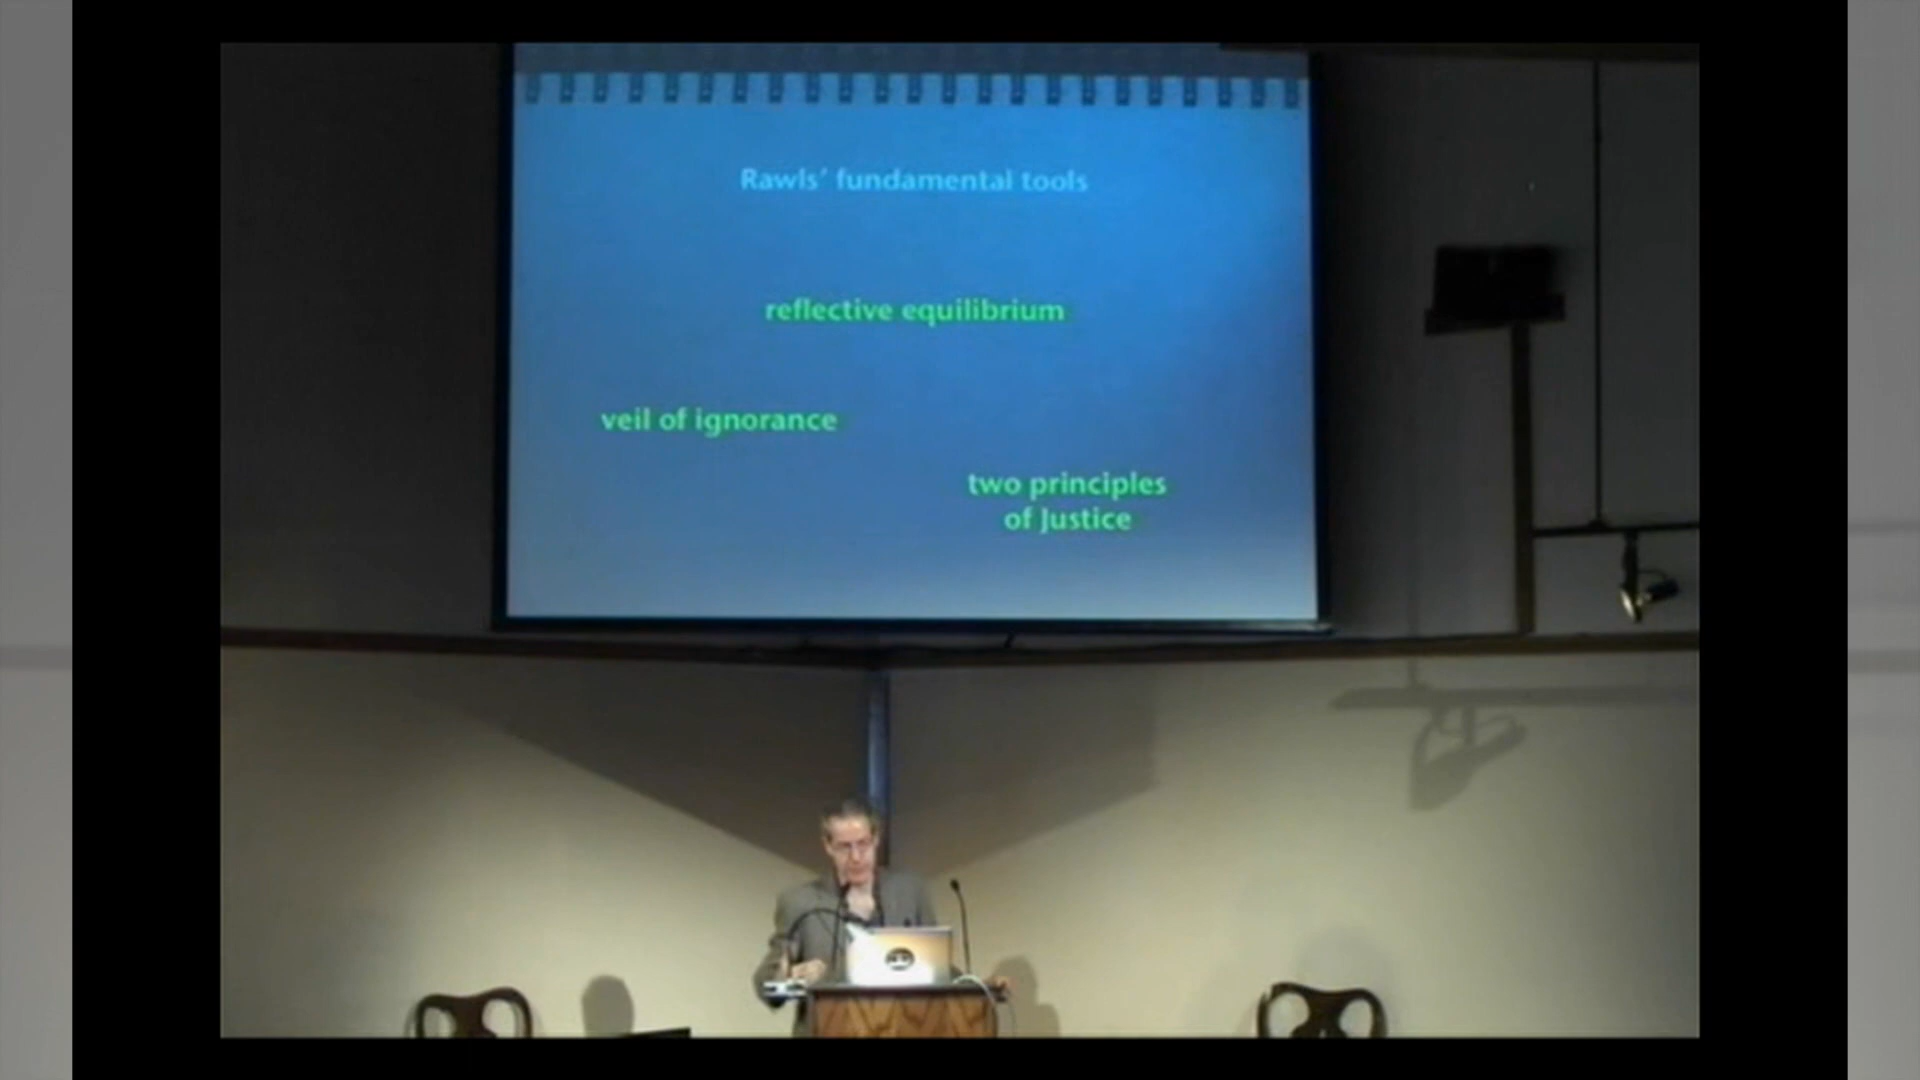 Rawls' fundamental tools
reflective equilibrium
veil of ignorance
two principles
of Justice